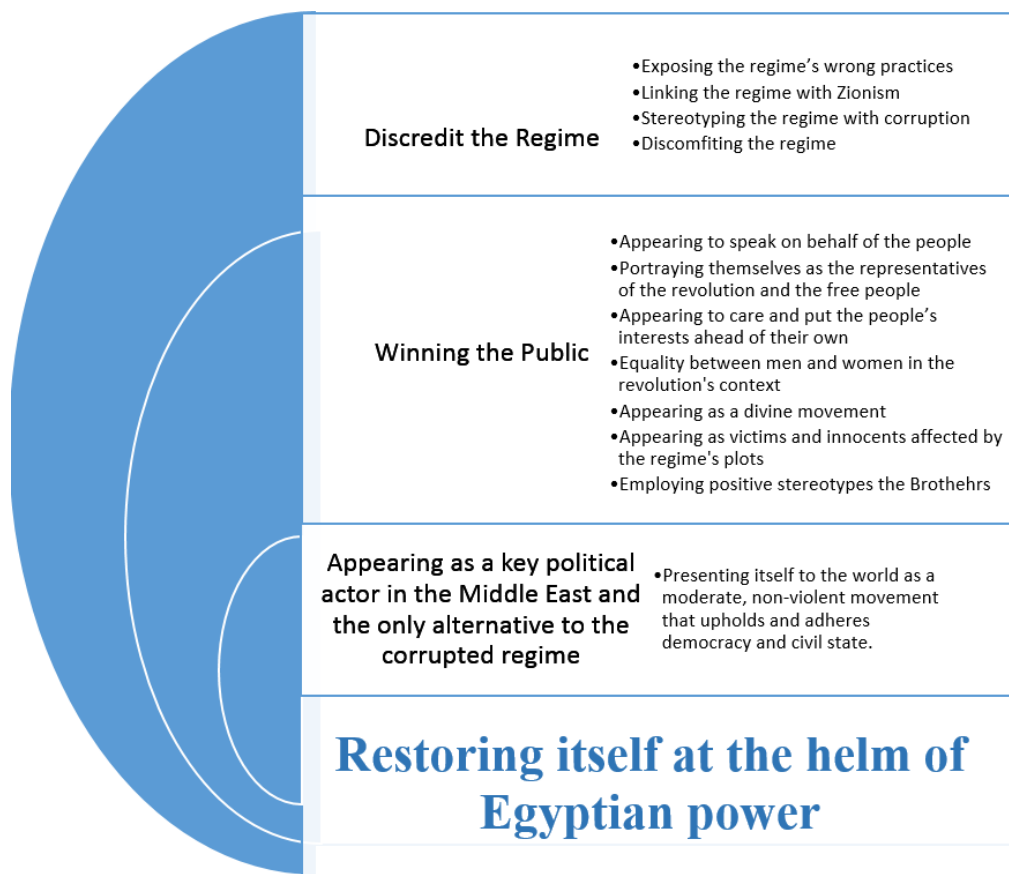 Discredit the Regime
•Exposing the regime’s wrong practices
•Linking the regime with Zionism
•Stereotyping the regime with corruption
•Discomfiting the regime
Winning the Public
•Appearing to speak on behalf of the people
•Portraying themselves as the representatives
of the revolution and the free people
•Appearing to care and put the people’s
interests ahead of their own
•Equality between men and women in the
revolution's context
•Appearing as a divine movement
•Appearing as victims and innocents affected by
the regime's plots
•Employing positive stereotypes the Brothehrs
Appearing as a key political
actor in the Middle East and
the only alternative to the
corrupted regime
•Presenting itself to the world as a
moderate, non-violent movement
that upholds and adheres
democracy and civil state.
Restoring itself at the helm of
Egyptian power